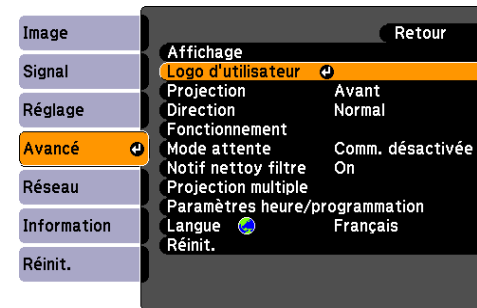 Image
Signal
Réglage
Avancé
Réseau
Information
Réinit.
Retour
Affichage
Logo d'utilisateur
Projection Avant
Direction Normal
Fonctionnement
Mode attente Comm. désactivée
Notif nettoy filtre On
Projection multiple
Paramètres heure/programmation
Langue Français
Réinit.